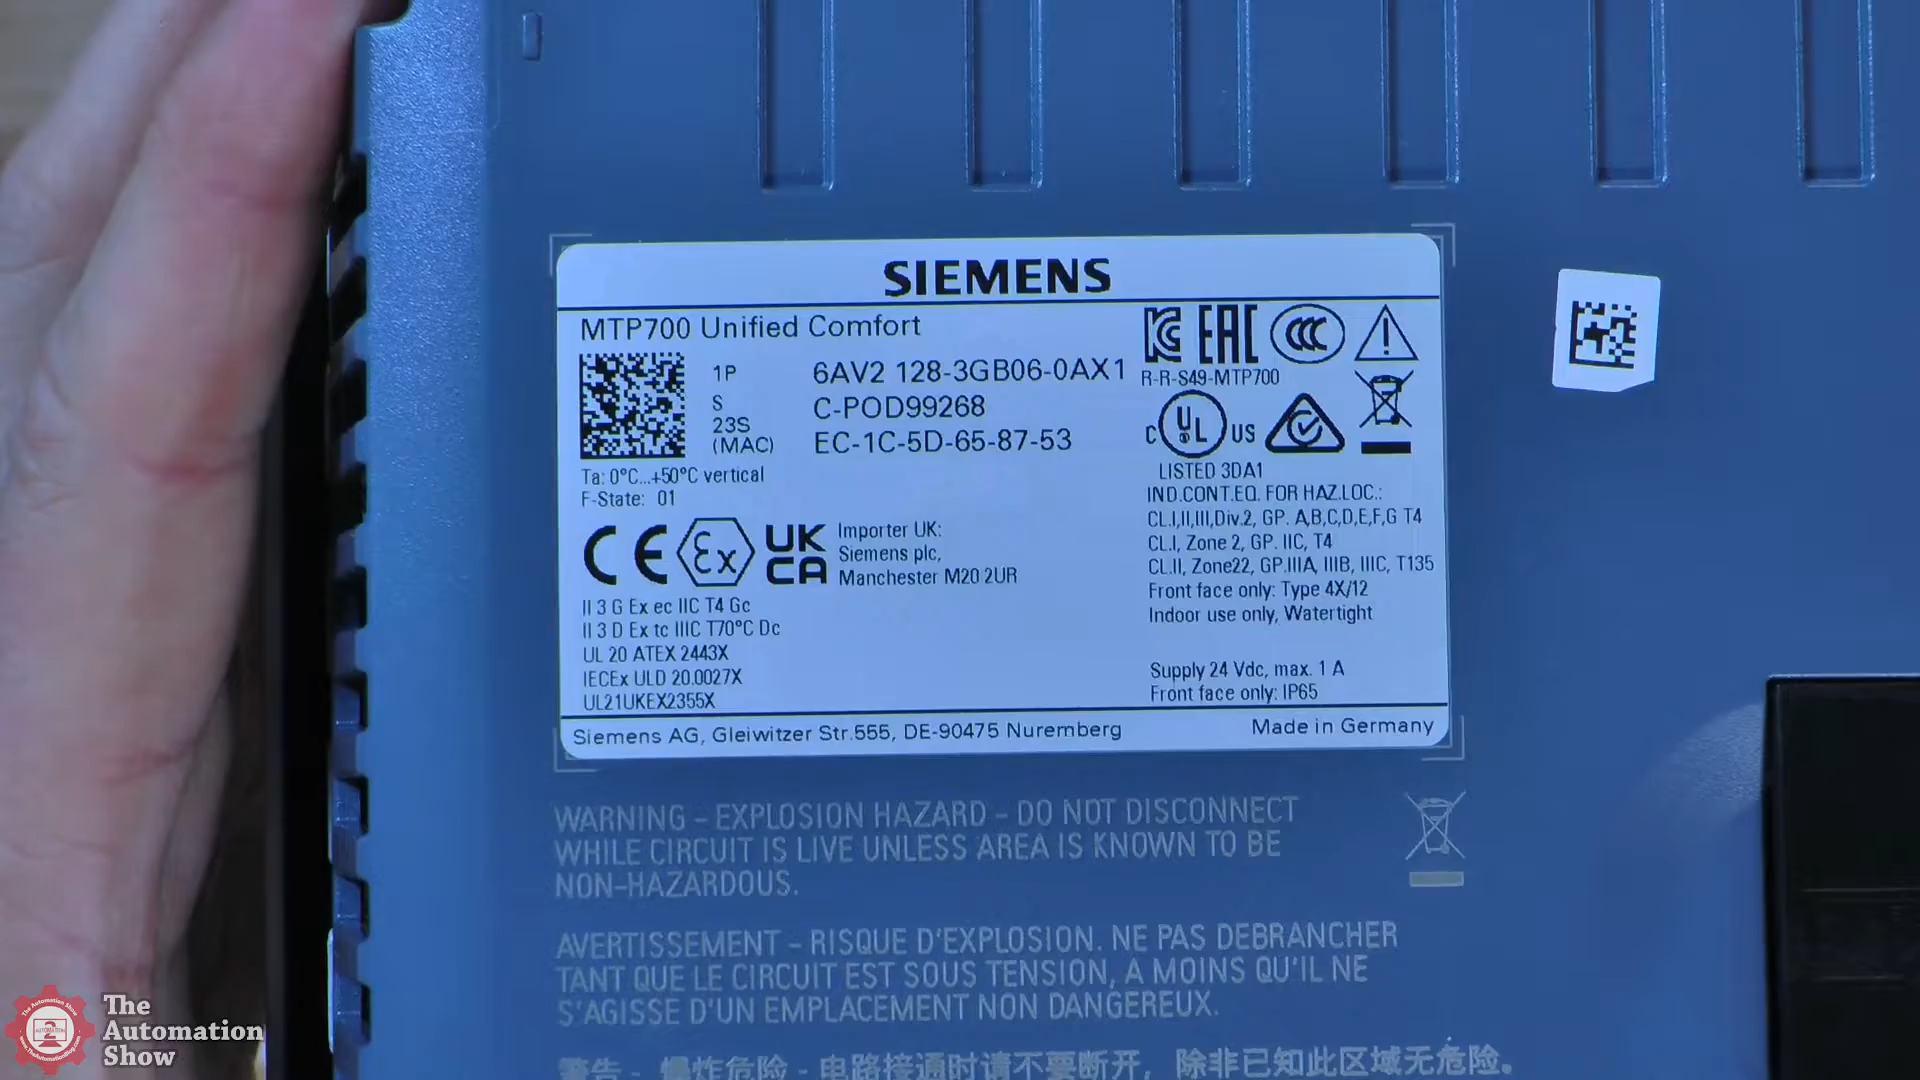 SIEMENS
MTP700 Unified Comfort
1P 6AV2 128-3GB06-0AX1
S C-POD99268
23S
(MAC) EC-1C-5D-65-87-53
Ta: 0°C...+50°C vertical
F-State: 01
CE Ex UK
CA
Importer UK:
Siemens plc,
Manchester M20 2UR
II 3 G Ex ec IIC T4 Gc
II 3 D Ex tc IIIC T70°C Dc
UL 20 ATEX 2443X
IECEx ULD 20.0027X
UL21UKEX2355X
EAC CCC
R-R-S49-MTP700
C UL US
LISTED 3DA1
IND.CONT.EQ. FOR HAZ.LOC.:
CL.I,II,III,Div.2, GP. A,B,C,D,E,F,G T4
CL.I, Zone 2, GP. IIC, T4
CL.II, Zone22, GP.IIIA, IIIB, IIIC, T135
Front face only: Type 4X/12
Indoor use only, Watertight
Supply 24 Vdc, max. 1 A
Front face only: IP65
Siemens AG, Gleiwitzer Str.555, DE-90475 Nuremberg
Made in Germany
WARNING - EXPLOSION HAZARD - DO NOT DISCONNECT
WHILE CIRCUIT IS LIVE UNLESS AREA IS KNOWN TO BE
NON-HAZARDOUS.
AVERTISSEMENT - RISQUE D'EXPLOSION. NE PAS DEBRANCHER
TANT QUE LE CIRCUIT EST SOUS TENSION, A MOINS QU'IL NE
S'AGISSE D'UN EMPLACEMENT NON DANGEREUX.
警告 - 爆炸危险 - 电路接通时请不要断开，除非已知此区域无危险。
The
Automation
Show